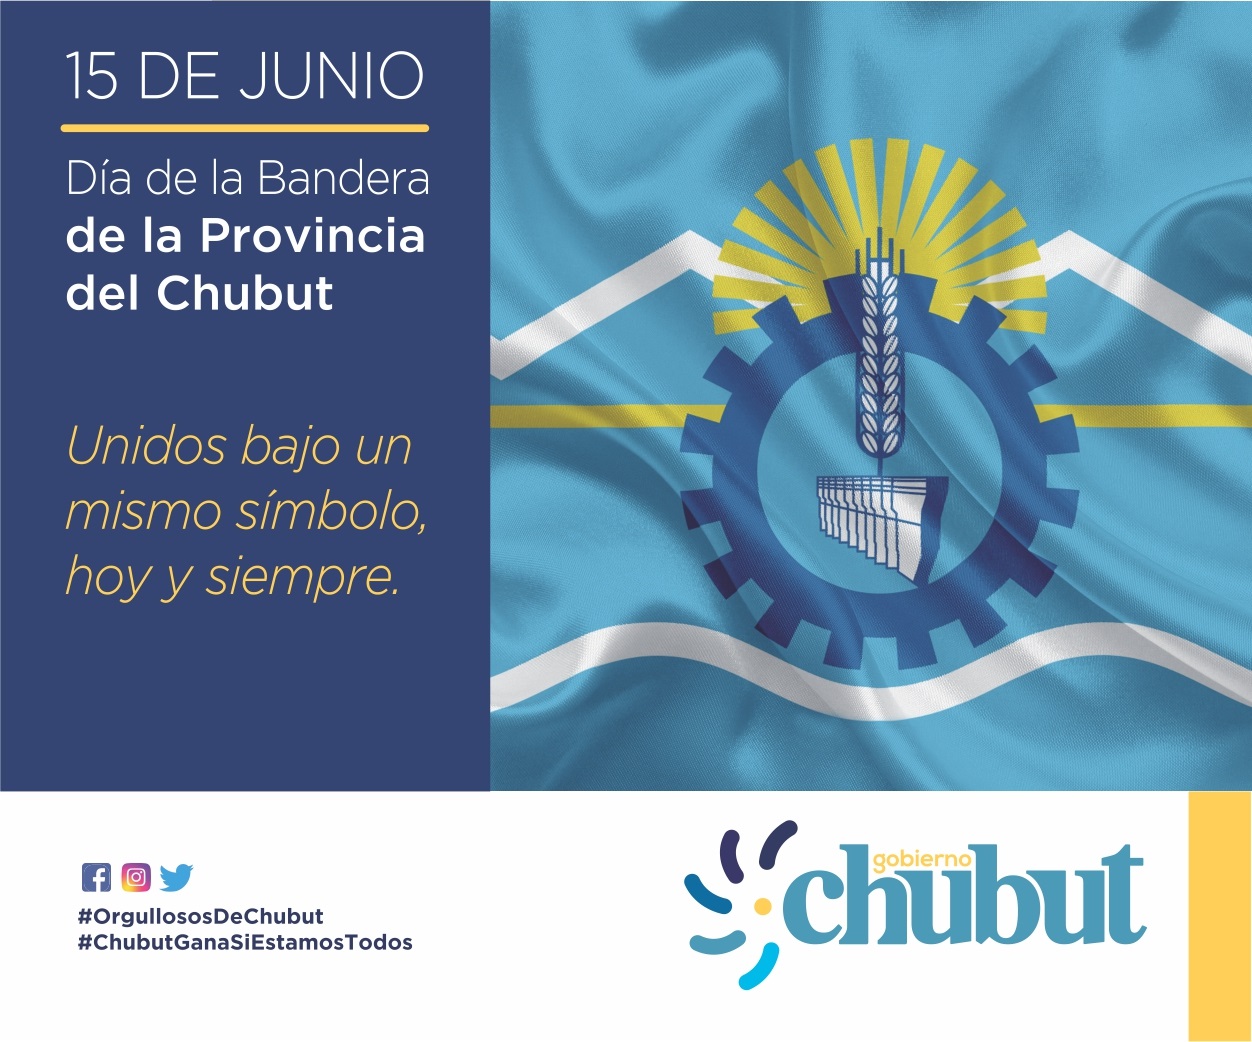 15 DE JUNIO
Día de la Bandera
de la Provincia
del Chubut
Unidos bajo un
mismo símbolo,
hoy y siempre.
#OrgullososDeChubut
#ChubutGanaSiEstamosTodos
gobierno
chubut